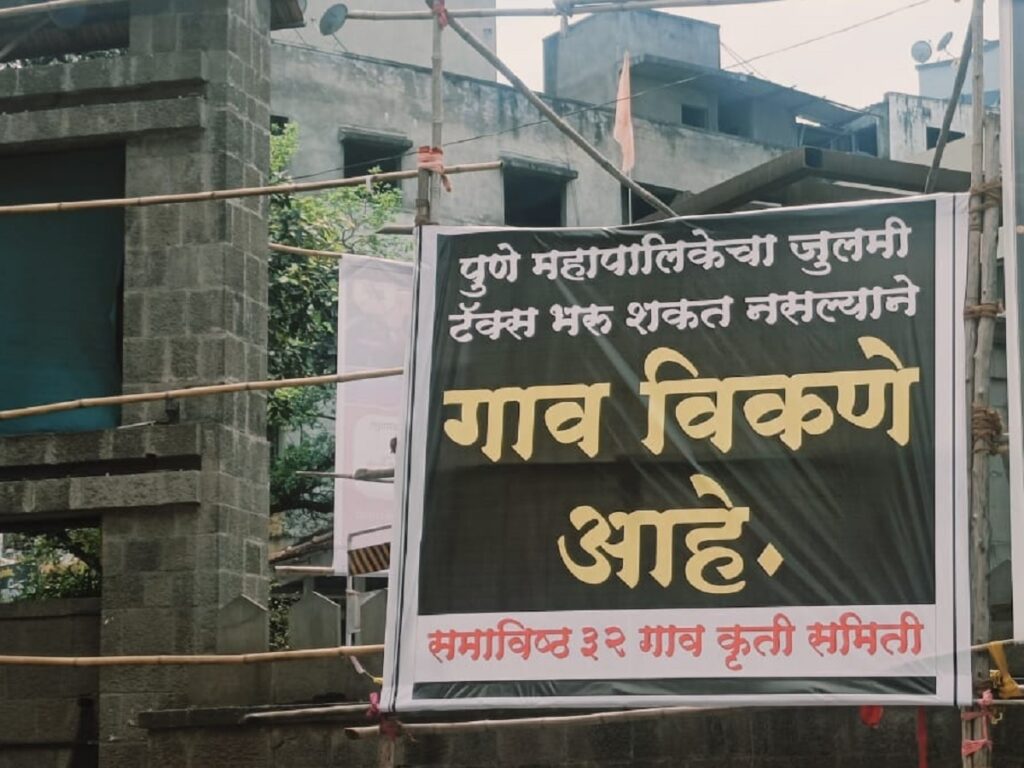 पुणे महापालिकेचा जुलमी
टॅक्स भरू शकत नसल्याने
गाव विकणे
आहे.
समाविष्ठ ३२ गाव कृती समिती